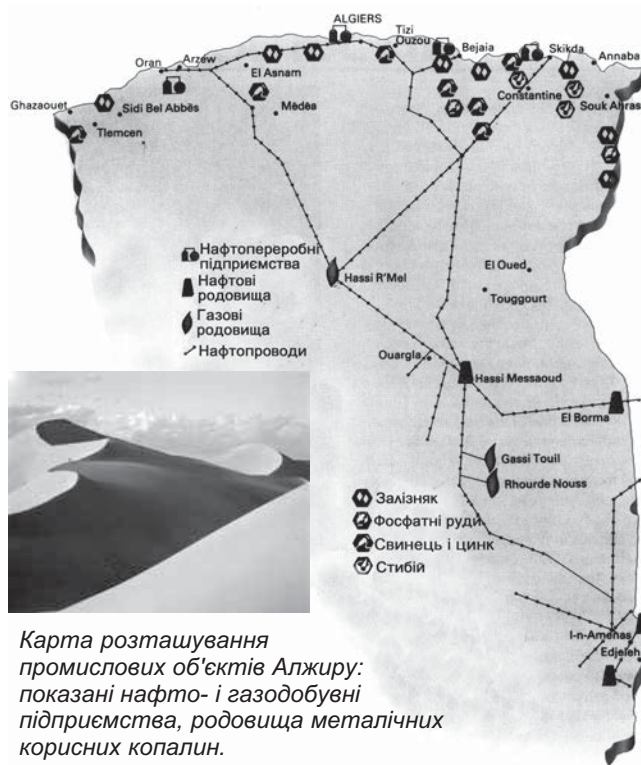 ALGIERS
Tizi
Ouzou
Bejaia
Skikda
Annaba
Oran
Arzew
El Asnam
Constantine
Souk Ahras
Ghazaouet
Sidi Bel Abbès
Mèdèa
Tlemcen
Нафтопереробні
підприємства
Нафтові
родовища
Газові
родовища
Нафтопроводи
Hassi R'Mel
El Oued
Touggourt
Ouargla
Hassi Messaoud
El Borma
Gassi Touil
Rhourde Nouss
Залізняк
Фосфатні руди
Свинець і цинк
Стибій
I-n-Amenas
Edjeleh
Карта розташування
промислових об'єктів Алжиру:
показані нафто- і газодобувні
підприємства, родовища металічних
корисних копалин.